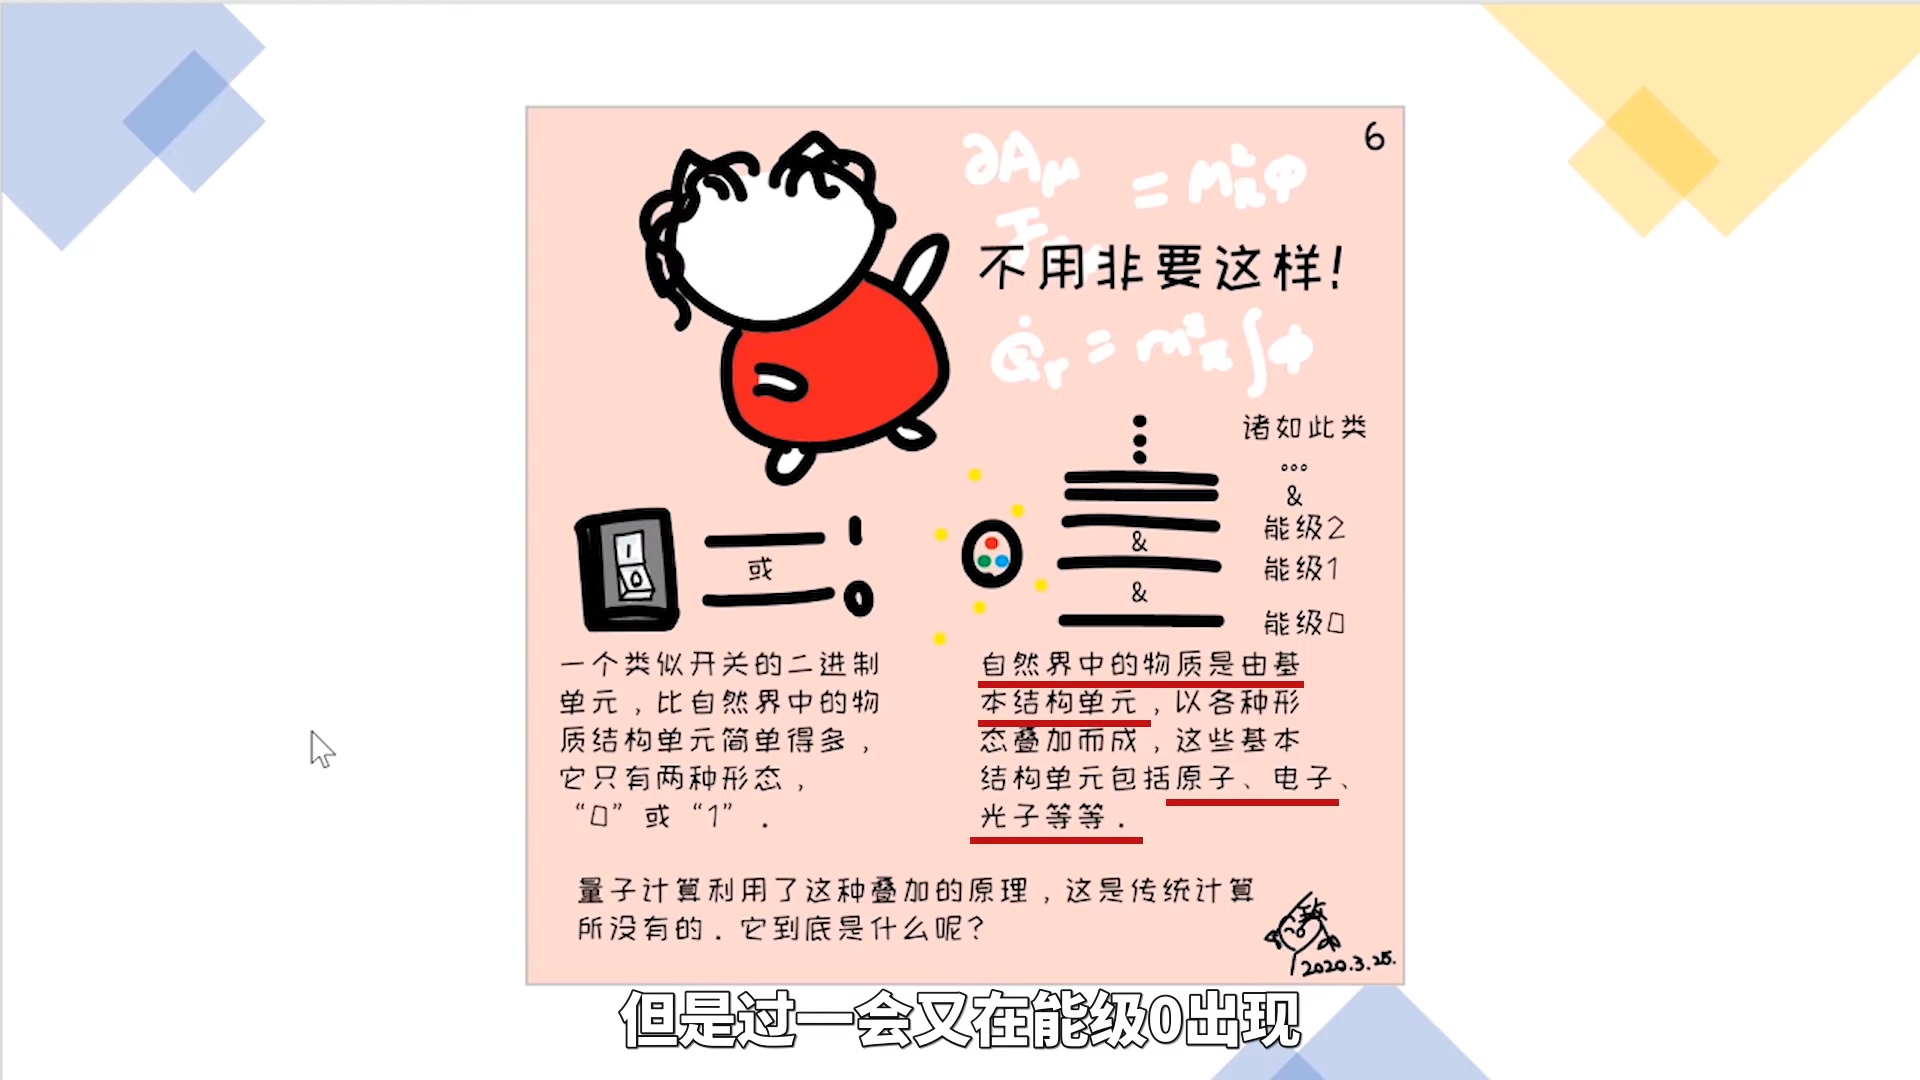 6
不用非要这样!
诸如此类
...
&
能级2
&
能级1
&
能级0
1
0
或
1
0
一个类似开关的二进制
单元，比自然界中的物
质结构单元简单得多，
它只有两种形态，
“0”或“1”.
自然界中的物质是由基
本结构单元，以各种形
态叠加而成，这些基本
结构单元包括原子、电子、
光子等等.
量子计算利用了这种叠加的原理，这是传统计算
所没有的.它到底是什么呢?
2020.3.25.
但是过一会又在能级0出现